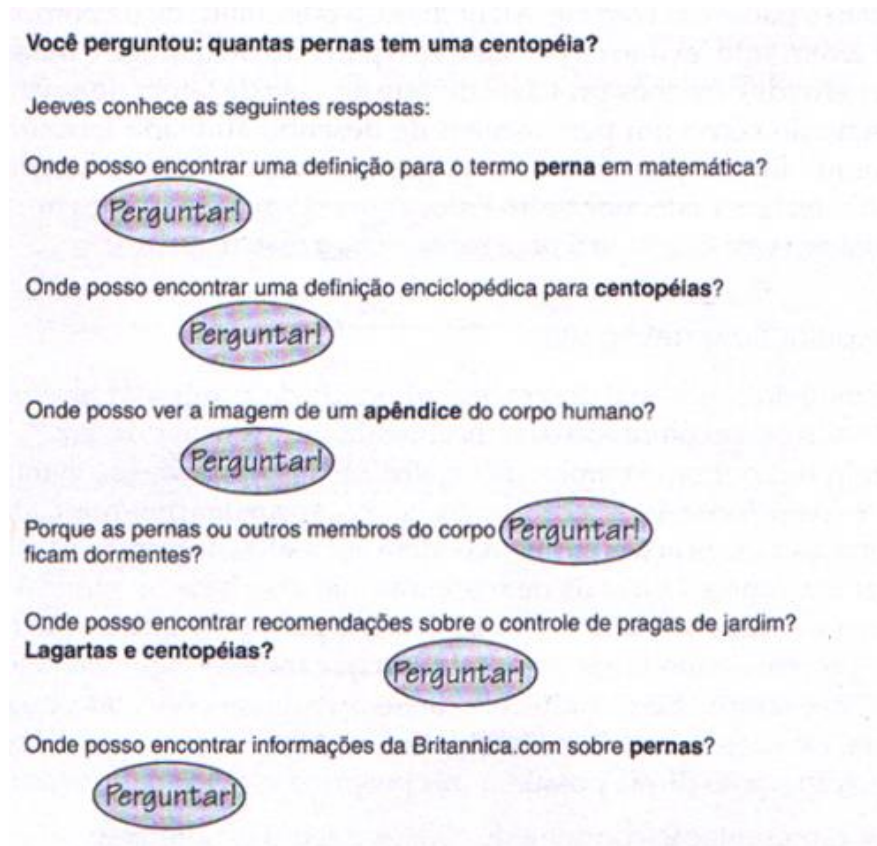 Você perguntou: quantas pernas tem uma centopéia?
Jeeves conhece as seguintes respostas:
Onde posso encontrar uma definição para o termo perna em matemática?
Perguntar!
Onde posso encontrar uma definição enciclopédica para centopéias?
Perguntar!
Onde posso ver a imagem de um apêndice do corpo humano?
Perguntar!
Porque as pernas ou outros membros do corpo Perguntar!
ficam dormentes?
Onde posso encontrar recomendações sobre o controle de pragas de jardim?
Lagartas e centopéias?
Perguntar!
Onde posso encontrar informações da Britannica.com sobre pernas?
Perguntar!